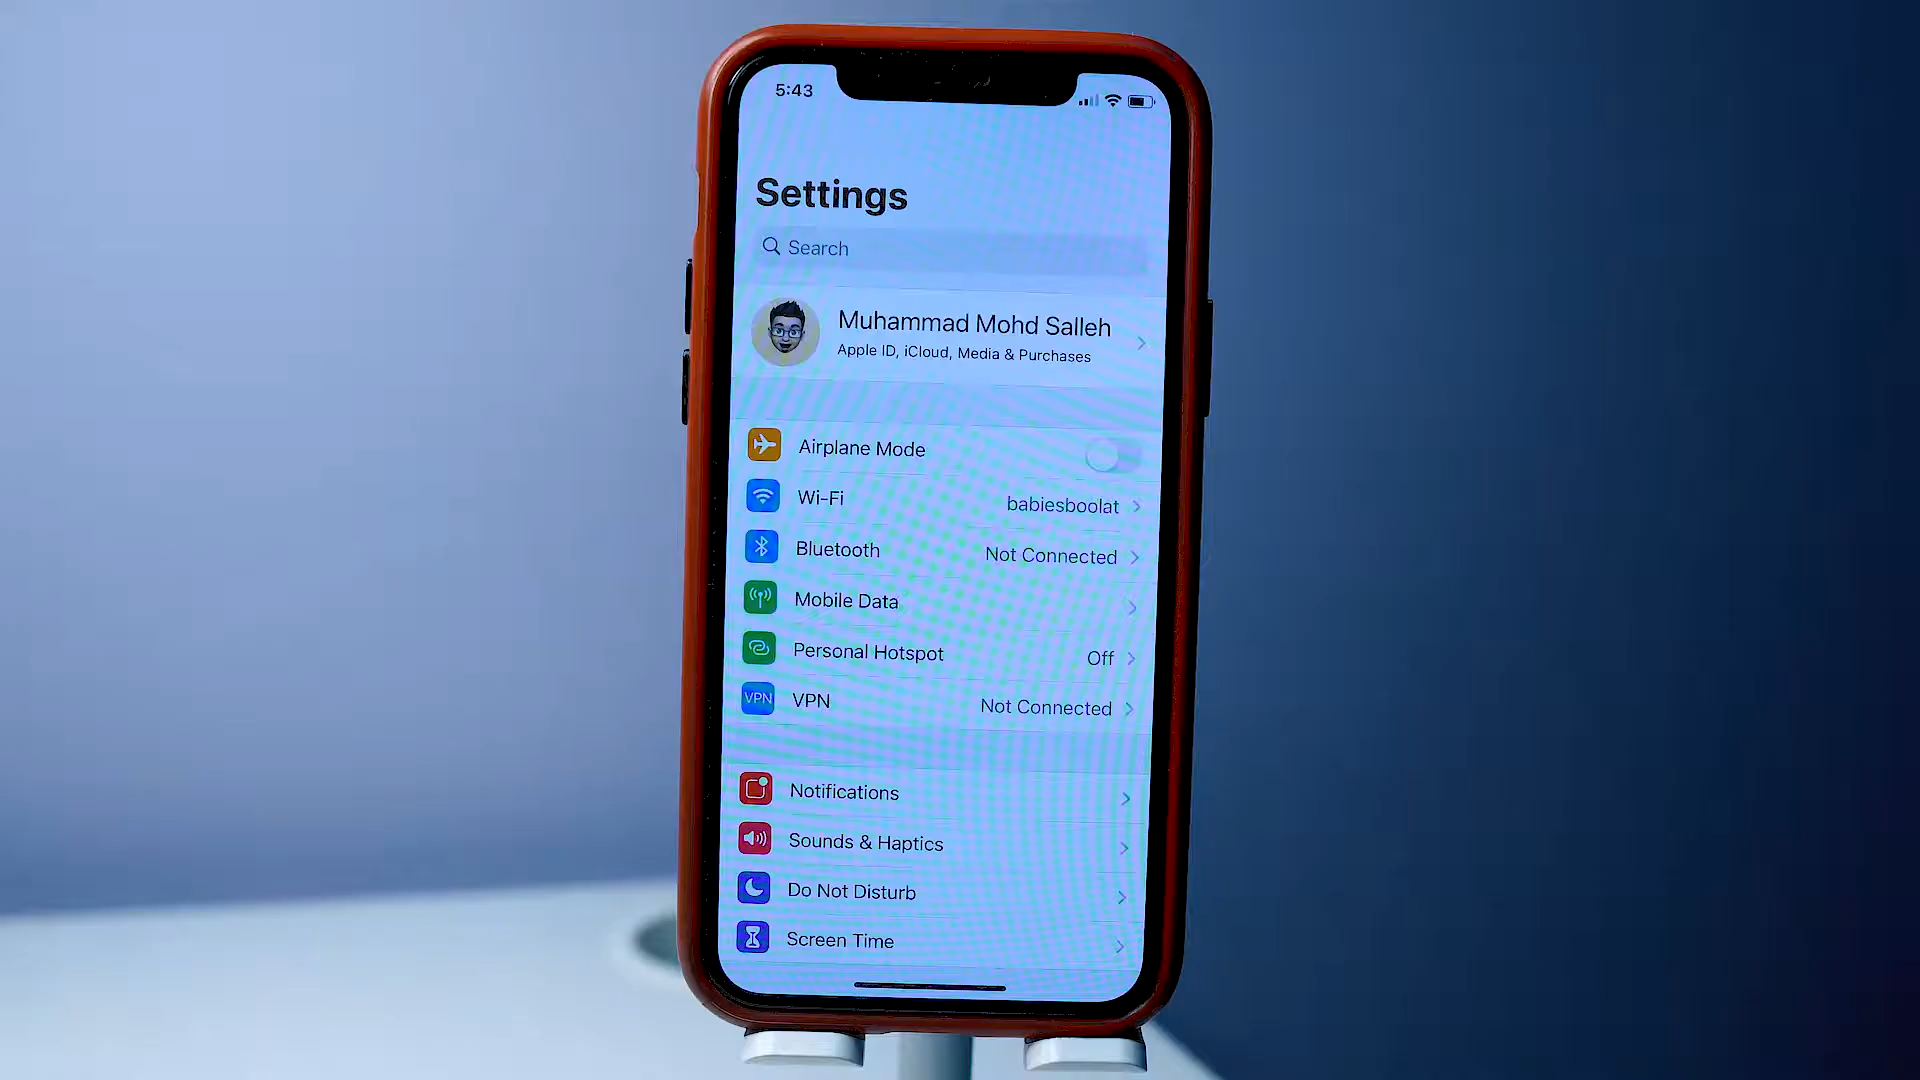 5:43
Settings
Search
Muhammad Mohd Salleh
Apple ID, iCloud, Media & Purchases
Airplane Mode
Wi-Fi babiesboolat
Bluetooth Not Connected
Mobile Data
Personal Hotspot Off
VPN VPN Not Connected
Notifications
Sounds & Haptics
Do Not Disturb
Screen Time